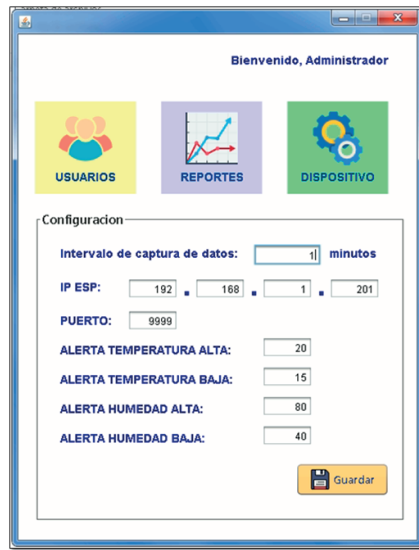 Bienvenido, Administrador
USUARIOS REPORTES DISPOSITIVO
Configuracion
Intervalo de captura de datos: 1 minutos
IP ESP: 192 . 168 . 1 . 201
PUERTO: 9999
ALERTA TEMPERATURA ALTA: 20
ALERTA TEMPERATURA BAJA: 15
ALERTA HUMEDAD ALTA: 80
ALERTA HUMEDAD BAJA: 40
Guardar